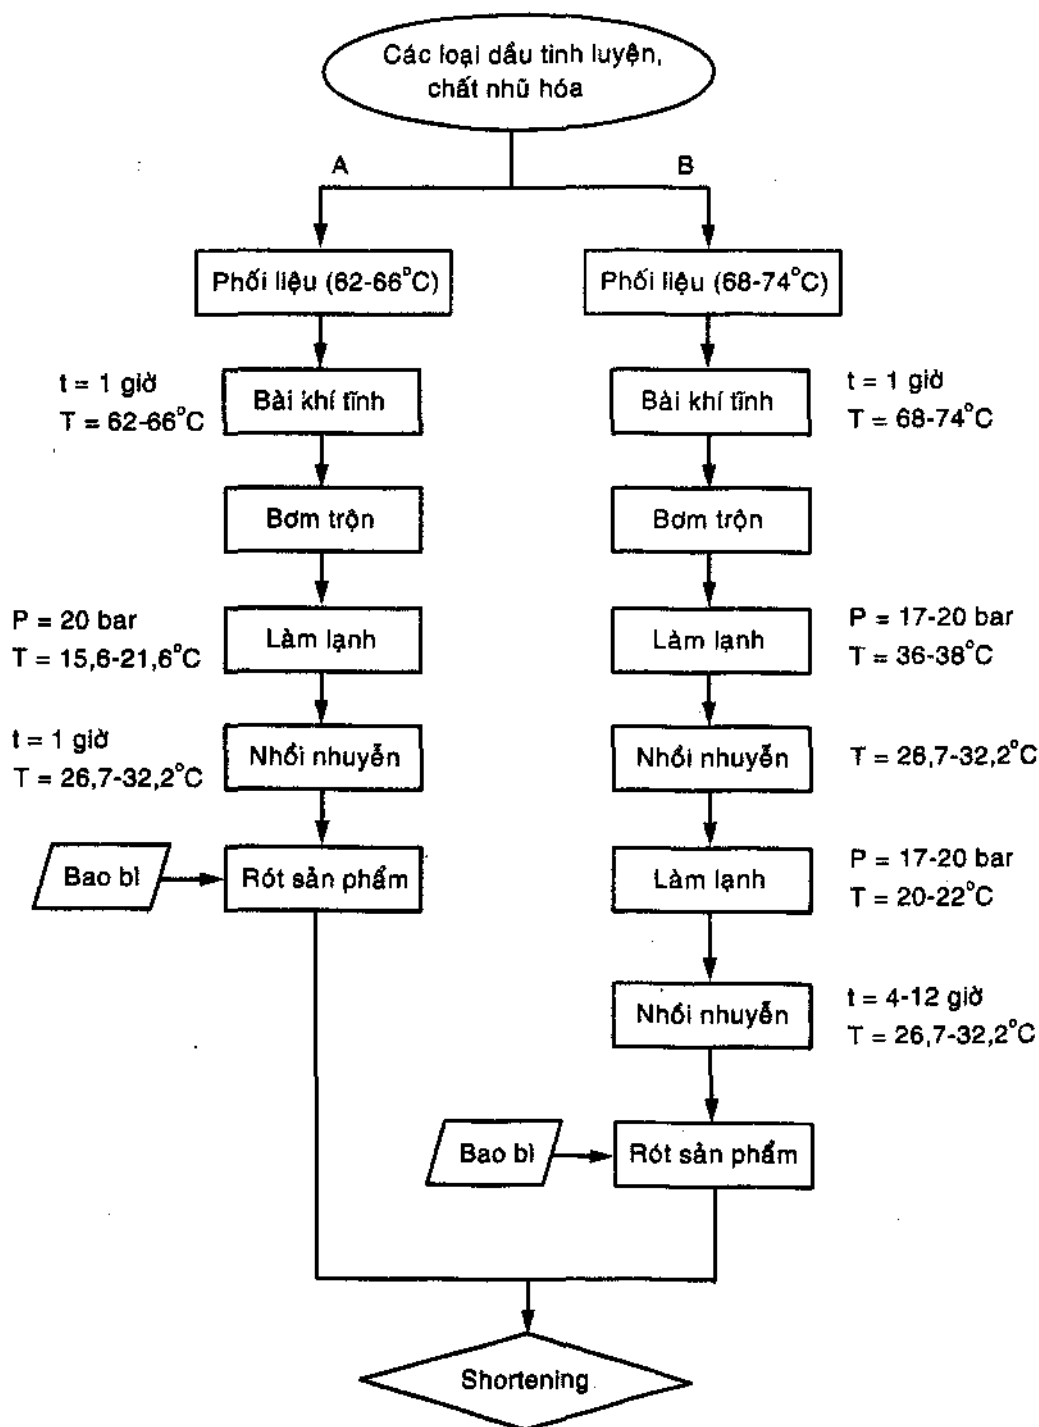 Các loại dầu tinh luyện,
chất nhũ hóa
A
B
Phối liệu (62-66°C)
Phối liệu (68-74°C)
t = 1 giờ
T = 62-66°C
Bài khí tĩnh
Bài khí tĩnh
t = 1 giờ
T = 68-74°C
Bơm trộn
Bơm trộn
P = 20 bar
T = 15,6-21,6°C
Làm lạnh
Làm lạnh
P = 17-20 bar
T = 36-38°C
t = 1 giờ
T = 26,7-32,2°C
Nhồi nhuyễn
Nhồi nhuyễn
T = 26,7-32,2°C
Bao bì
Rót sản phẩm
Làm lạnh
P = 17-20 bar
T = 20-22°C
Nhồi nhuyễn
t = 4-12 giờ
T = 26,7-32,2°C
Bao bì
Rót sản phẩm
Shortening